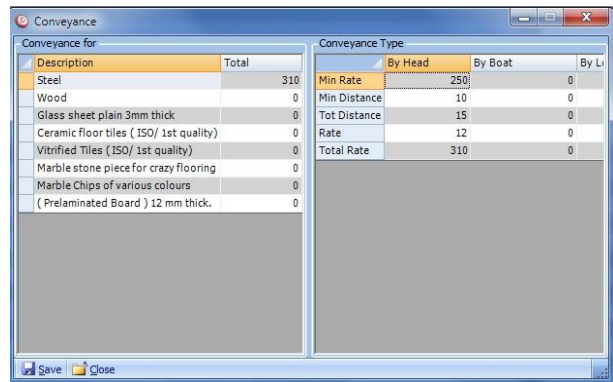 Conveyance
Conveyance for
Description Total
Steel 310
Wood 0
Glass sheet plain 3mm thick 0
Ceramic floor tiles ( ISO/ 1st quality) 0
Vitrified Tiles (ISO/ 1st quality) 0
Marble stone piece for crazy flooring 0
Marble Chips of various colours 0
( Prelaminated Board ) 12 mm thick. 0
Conveyance Type
By Head By Boat By
Min Rate 250 0
Min Distance 10 0
Tot Distance 15 0
Rate 12 0
Total Rate 310 0
Save Close